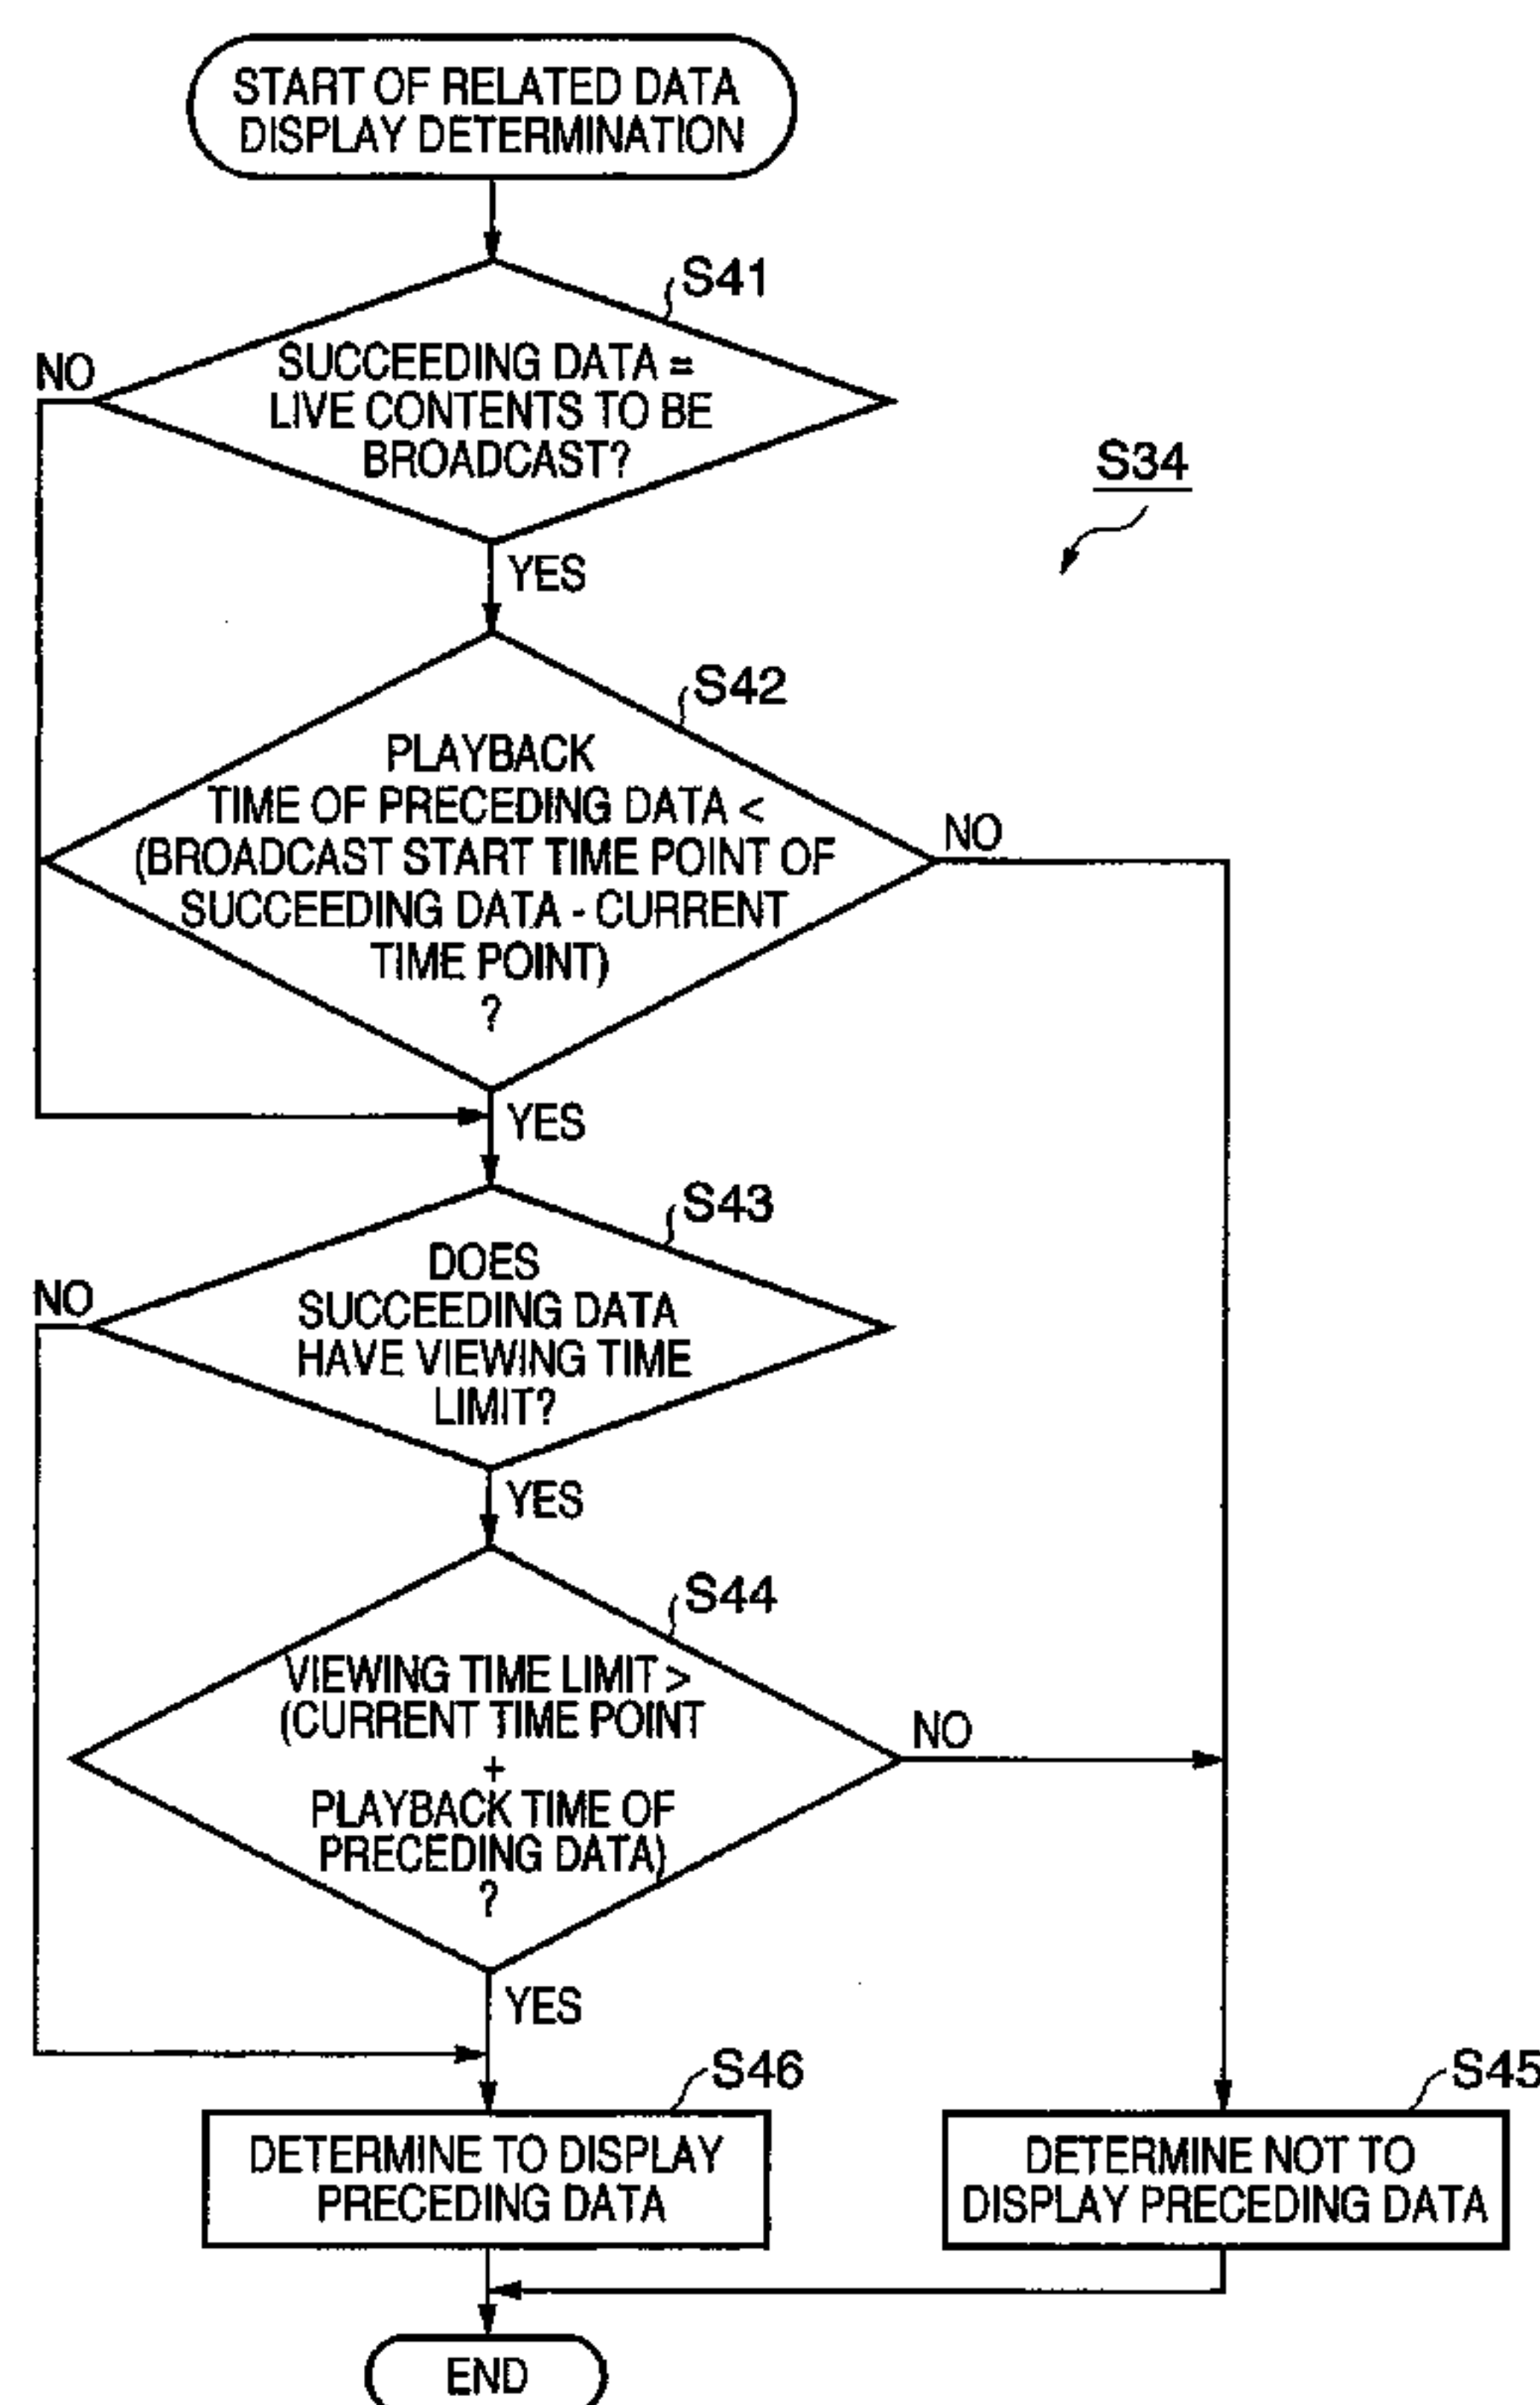 START OF RELATED DATA
DISPLAY DETERMINATION
S41
SUCCEEDING DATA =
LIVE CONTENTS TO BE
BROADCAST?
NO
YES
S34
S42
PLAYBACK
TIME OF PRECEDING DATA <
(BROADCAST START TIME POINT OF
SUCCEEDING DATA - CURRENT
TIME POINT)
?
NO
YES
S43
DOES
SUCCEEDING DATA
HAVE VIEWING TIME
LIMIT?
NO
YES
S44
VIEWING TIME LIMIT >
(CURRENT TIME POINT
+
PLAYBACK TIME OF
PRECEDING DATA)
?
NO
YES
S46
DETERMINE TO DISPLAY
PRECEDING DATA
S45
DETERMINE NOT TO
DISPLAY PRECEDING DATA
END